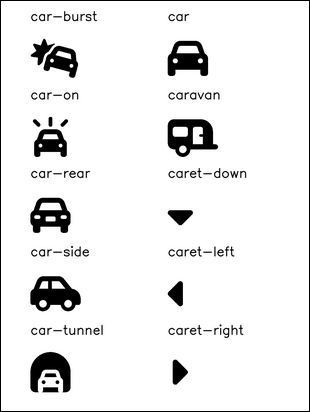 car-burst car
car-on caravan
car-rear caret-down
car-side caret-left
car-tunnel caret-right